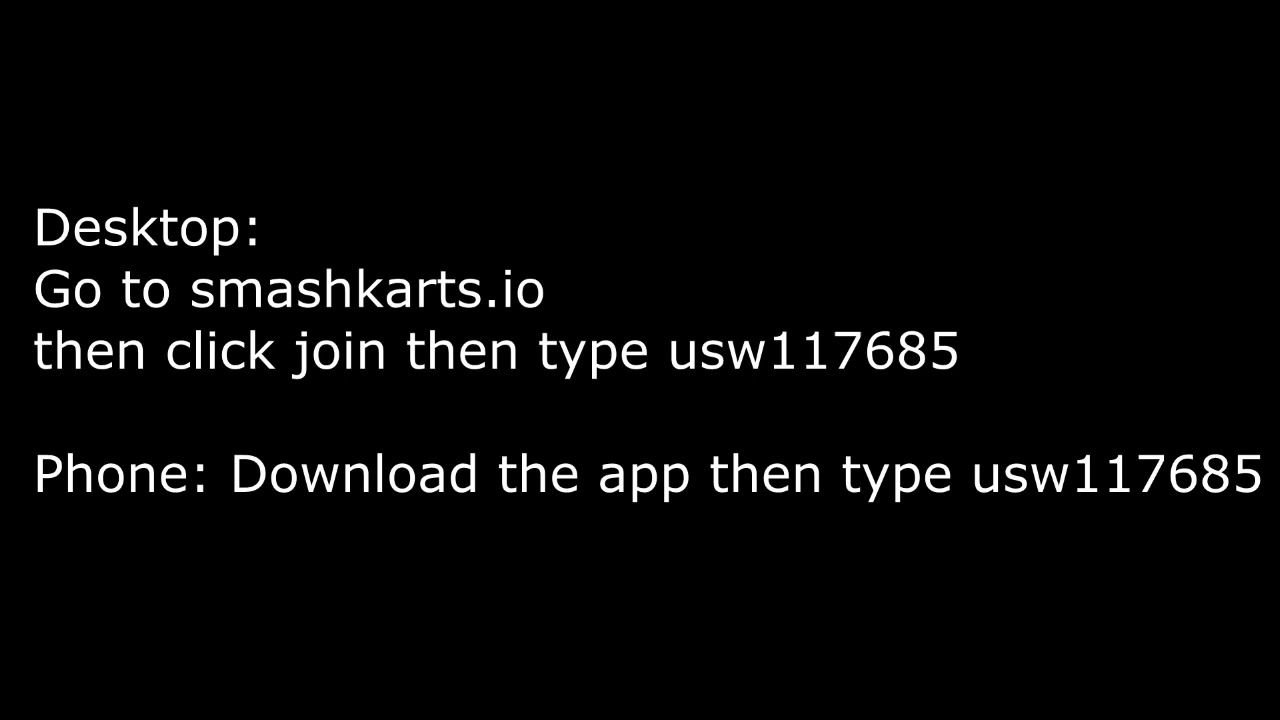 Desktop:
Go to smashkarts.io
then click join then type usw117685
Phone: Download the app then type usw117685